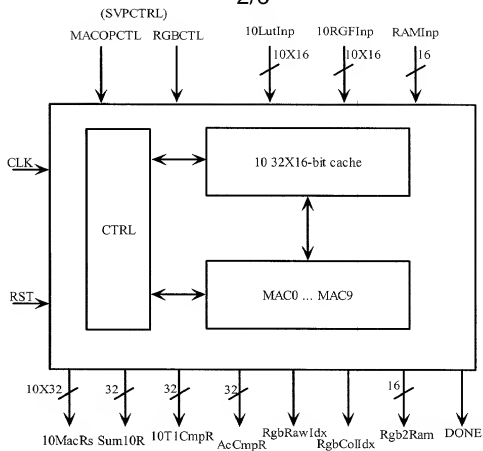 2/6
(SVPCTRL)
MACOPCTL RGBCTL 10LutInp 10RGFInp RAMInp
10X16 10X16 16
CLK
10 32X16-bit cache
CTRL
RST
MAC0 ... MAC9
10X32 32 32 32 16
10MacRs Sum10R 10T1CmpR AcCmpR RgbRawIdx RgbColIdx Rgb2Ram DONE